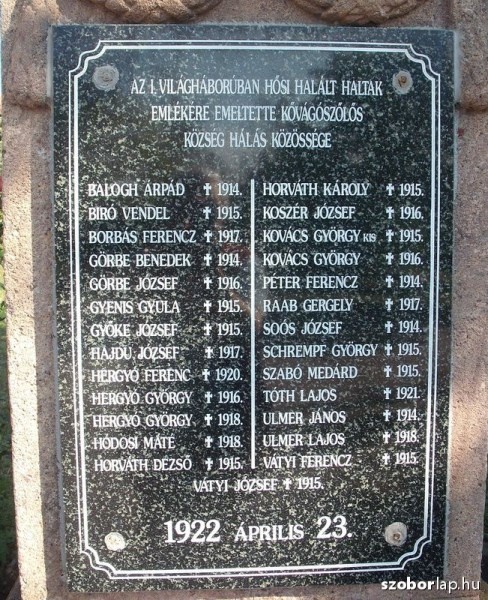 AZ I. VILÁGHÁBORÚBAN HŐSI HALÁLT HALTAK
EMLÉKÉRE EMELTETTE KŐVÁGÓSZŐLŐS
KÖZSÉG HÁLÁS KÖZÖSSÉGE
BALOGH ÁRPÁD ✝ 1914.
BIRÓ VENDEL ✝ 1915.
BORBÁS FERENCZ ✝ 1917.
GÖRBE BENEDEK ✝ 1914.
GÖRBE JÓZSEF ✝ 1916.
GYENIS GYULA ✝ 1915.
GYŐKE JÓZSEF ✝ 1915.
HAJDU JÓZSEF ✝ 1917.
HERGYÓ FERENC ✝ 1920.
HERGYÓ GYÖRGY ✝ 1916.
HERGYÓ GYÖRGY ✝ 1918.
HÓDOSI MÁTÉ ✝ 1918.
HORVÁTH DEZSŐ ✝ 1915.
HORVÁTH KÁROLY ✝ 1915.
KOSZÉR JÓZSEF ✝ 1916.
KOVÁCS GYÖRGY KIS ✝ 1915.
KOVÁCS GYÖRGY ✝ 1916.
PÉTER FERENCZ ✝ 1914.
RAAB GERGELY ✝ 1917.
SOÓS JÓZSEF ✝ 1914.
SCHREMPF GYÖRGY ✝ 1915.
SZABÓ MEDÁRD ✝ 1915.
TÓTH LAJOS ✝ 1921.
ULMER JÁNOS ✝ 1914.
ULMER LAJOS ✝ 1918.
VÁTYI FERENCZ ✝ 1915.
VÁTYI JÓZSEF ✝ 1915.
1922 ÁPRILIS 23.
szoborlap.hu